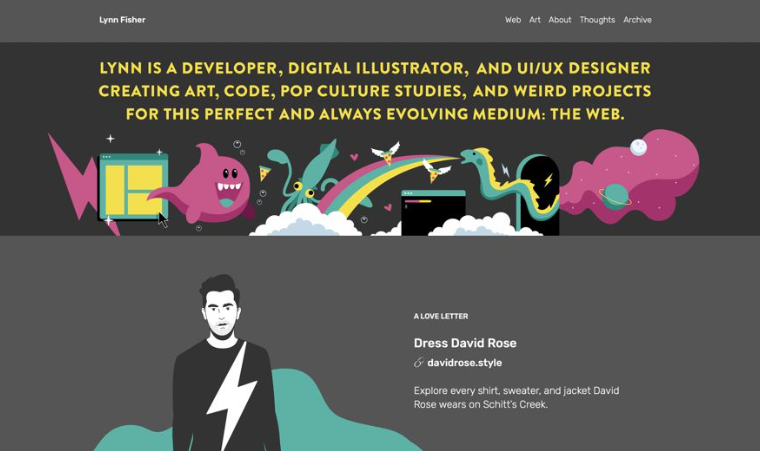 Lynn Fisher
Web Art About Thoughts Archive
LYNN IS A DEVELOPER, DIGITAL ILLUSTRATOR, AND UI/UX DESIGNER
CREATING ART, CODE, POP CULTURE STUDIES, AND WEIRD PROJECTS
FOR THIS PERFECT AND ALWAYS EVOLVING MEDIUM: THE WEB.
A LOVE LETTER
Dress David Rose
& davidrose.style
Explore every shirt, sweater, and jacket David
Rose wears on Schitt's Creek.